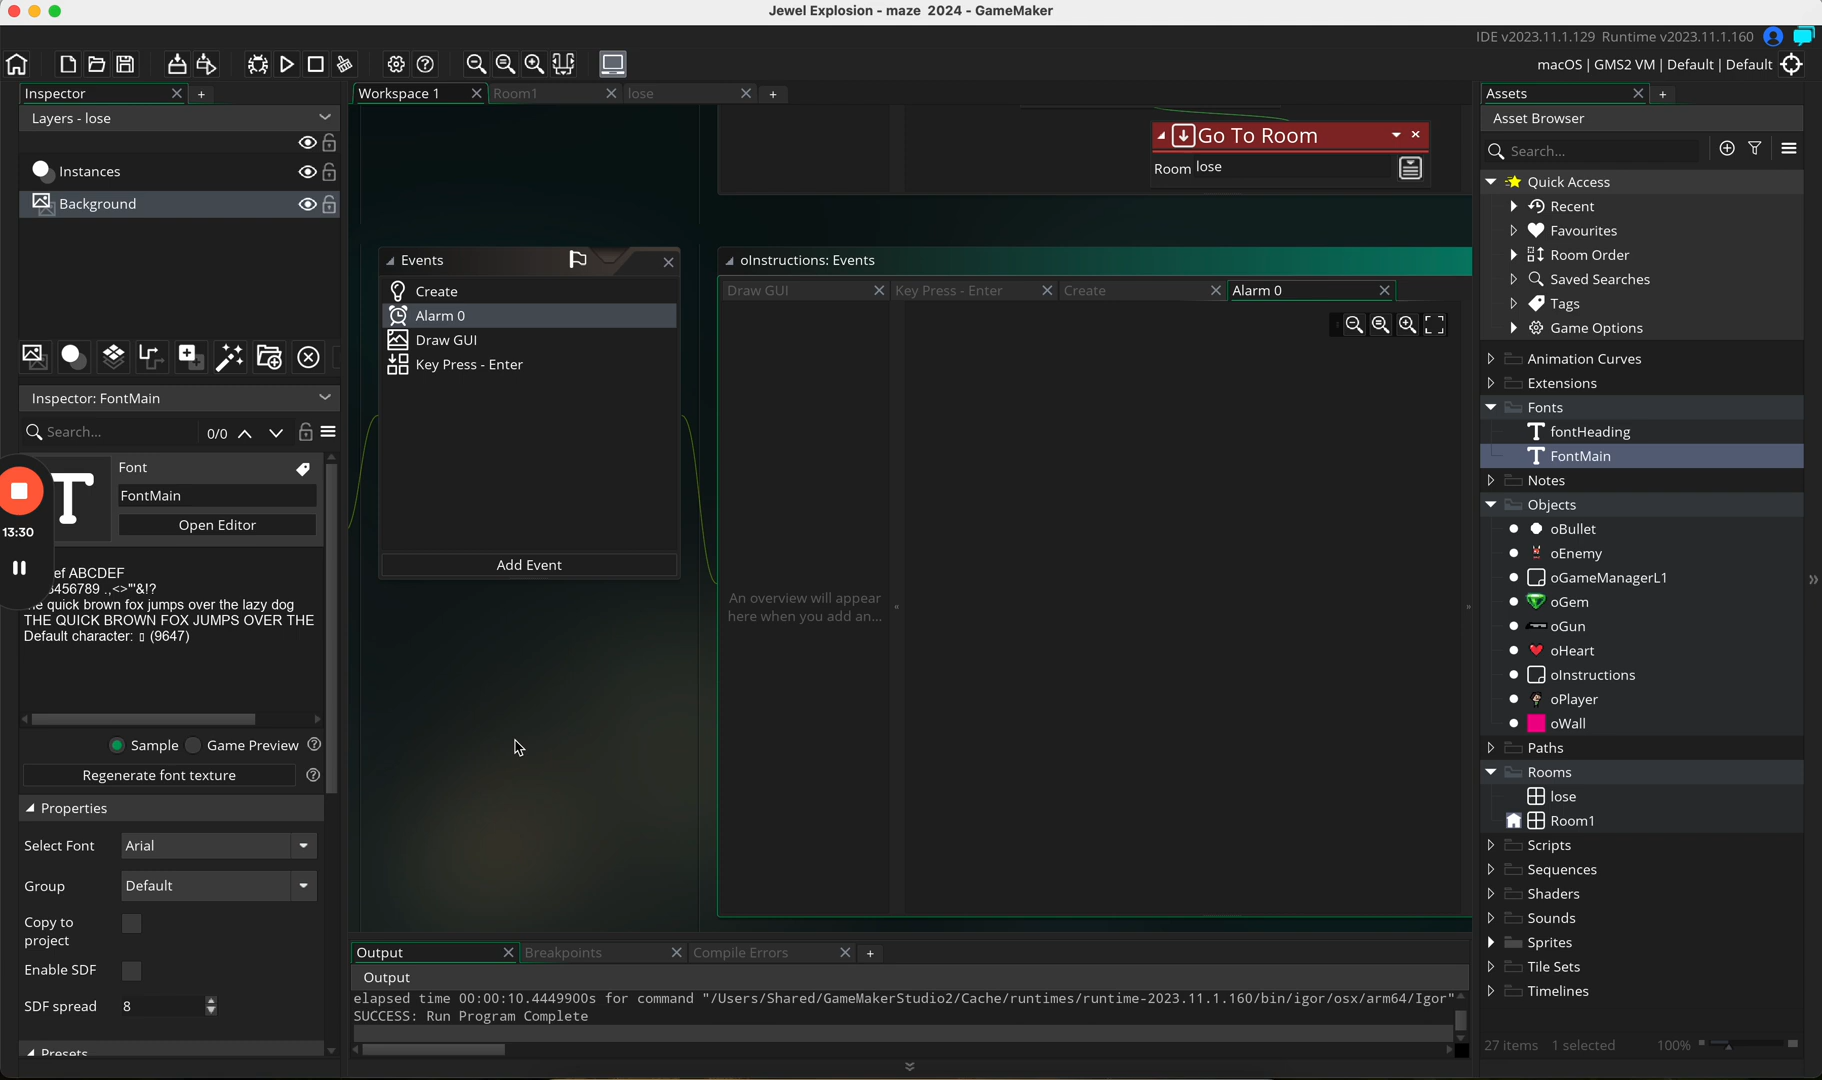 Jewel Explosion - maze 2024 - GameMaker
IDE v2023.11.1.129 Runtime v2023.11.1.160
macOS | GMS2 VM | Default | Default
Inspector
Layers - lose
Instances
Background
Inspector: FontMain
Search...
0/0
Font
FontMain
Open Editor
13:30
ef ABCDEF
456789 .,<>"'&!?
quick brown fox jumps over the lazy dog
THE QUICK BROWN FOX JUMPS OVER THE
Default character: ▯ (9647)
Sample
Game Preview
Regenerate font texture
Properties
Select Font
Arial
Group
Default
Copy to
project
Enable SDF
SDF spread
8
Presets
Workspace 1
Room1
lose
Go To Room
Room
lose
Events
Create
Alarm 0
Draw GUI
Key Press - Enter
Add Event
oInstructions: Events
Draw GUI
Key Press - Enter
Create
Alarm 0
An overview will appear
here when you add an...
Output
Breakpoints
Compile Errors
Output
elapsed time 00:00:10.4449900s for command "/Users/Shared/GameMakerStudio2/Cache/runtimes/runtime-2023.11.1.160/bin/igor/osx/arm64/Igor"
SUCCESS: Run Program Complete
Assets
Asset Browser
Search...
Quick Access
Recent
Favourites
Room Order
Saved Searches
Tags
Game Options
Animation Curves
Extensions
Fonts
fontHeading
FontMain
Notes
Objects
oBullet
oEnemy
oGameManagerL1
oGem
oGun
oHeart
oInstructions
oPlayer
oWall
Paths
Rooms
lose
Room1
Scripts
Sequences
Shaders
Sounds
Sprites
Tile Sets
Timelines
27 items
1 selected
100%